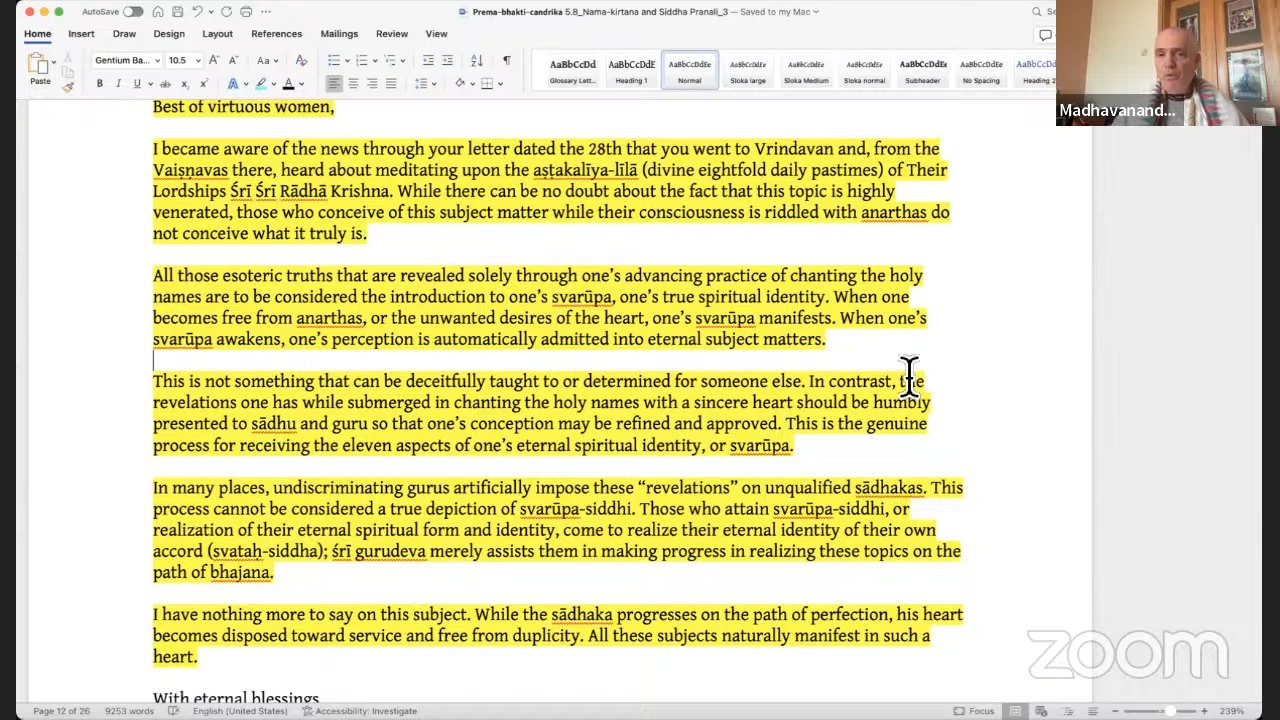 AutoSave
Prema-bhakti-candrika 5.8_Nama-kirtana and Siddha Pranali_3 — Saved to my Mac
Home Insert Draw Design Layout References Mailings Review View
Paste
Gentium Ba... 10.5
AaBbCcDd AaBbCcDdE AaBbCcDdEe AaBbCcDdEe AaBbCcDdEe AaBbCcDdEe AaBbCcDdEe AaBbCcDdEe
Glossary Lett... Heading 1 Normal Sloka large Sloka Medium Sloka normal Subheader No Spacing Heading 2
Madhavanand...
Best of virtuous women,
I became aware of the news through your letter dated the 28th that you went to Vrindavan and, from the
Vaiṣṇavas there, heard about meditating upon the aṣṭakalīya-līlā (divine eightfold daily pastimes) of Their
Lordships Śrī Śrī Rādhā Krishna. While there can be no doubt about the fact that this topic is highly
venerated, those who conceive of this subject matter while their consciousness is riddled with anarthas do
not conceive what it truly is.
All those esoteric truths that are revealed solely through one’s advancing practice of chanting the holy
names are to be considered the introduction to one’s svarūpa, one’s true spiritual identity. When one
becomes free from anarthas, or the unwanted desires of the heart, one’s svarūpa manifests. When one’s
svarūpa awakens, one’s perception is automatically admitted into eternal subject matters.
This is not something that can be deceitfully taught to or determined for someone else. In contrast, the
revelations one has while submerged in chanting the holy names with a sincere heart should be humbly
presented to sādhu and guru so that one’s conception may be refined and approved. This is the genuine
process for receiving the eleven aspects of one’s eternal spiritual identity, or svarūpa.
In many places, undiscriminating gurus artificially impose these “revelations” on unqualified sādhakas. This
process cannot be considered a true depiction of svarūpa-siddhi. Those who attain svarūpa-siddhi, or
realization of their eternal spiritual form and identity, come to realize their eternal identity of their own
accord (svataḥ-siddha); śrī gurudeva merely assists them in making progress in realizing these topics on the
path of bhajana.
I have nothing more to say on this subject. While the sādhaka progresses on the path of perfection, his heart
becomes disposed toward service and free from duplicity. All these subjects naturally manifest in such a
heart.
With eternal blessings
zoom
Page 12 of 26 9253 words English (United States) Accessibility: Investigate Focus 239%